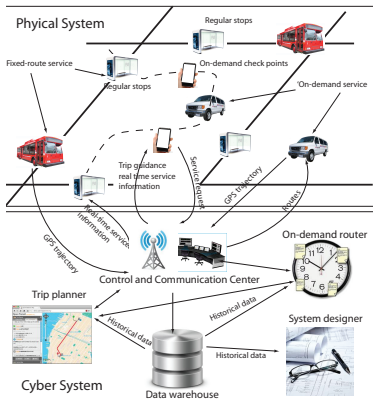 Phyical System
Regular stops
Fixed-route service
On-demand check points
Regular stops
'On-demand service
Trip guidance
real time service
information
Service request
GPS trajectory
Routes
Real-time service
information
GPS trajectory
On-demand router
Control and Communication Center
Trip planner
Historical data
Historical data
System designer
Historical data
Cyber System
Data warehouse